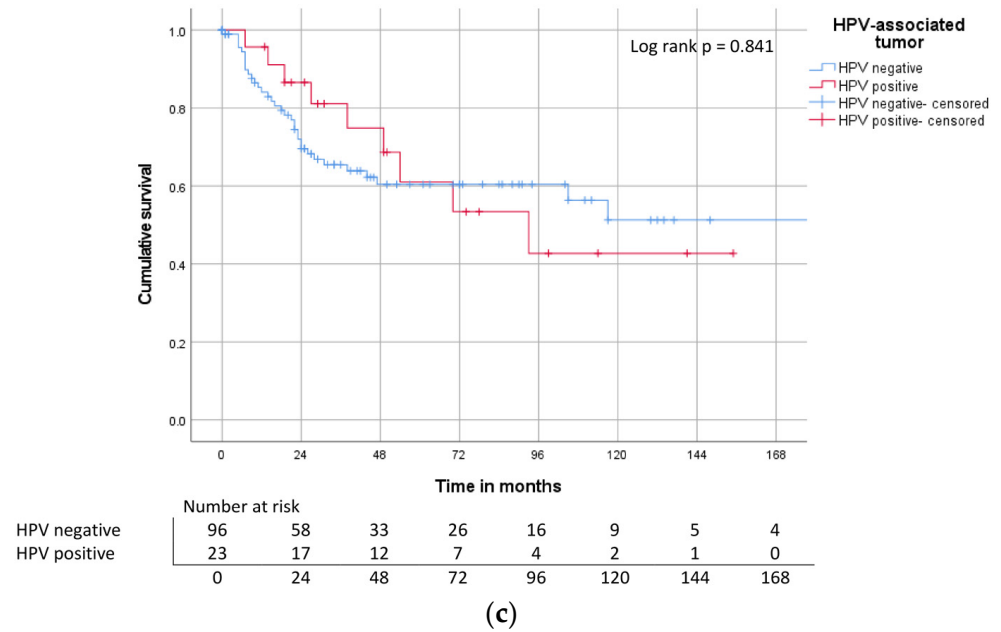 HPV-associated
tumor
HPV negative
HPV positive
HPV negative- censored
HPV positive- censored
Log rank p = 0.841
1.0
0.8
0.6
0.4
0.2
0.0
Cumulative survival
0 24 48 72 96 120 144 168
Time in months
Number at risk
HPV negative 96 58 33 26 16 9 5 4
HPV positive 23 17 12 7 4 2 1 0
0 24 48 72 96 120 144 168
(c)